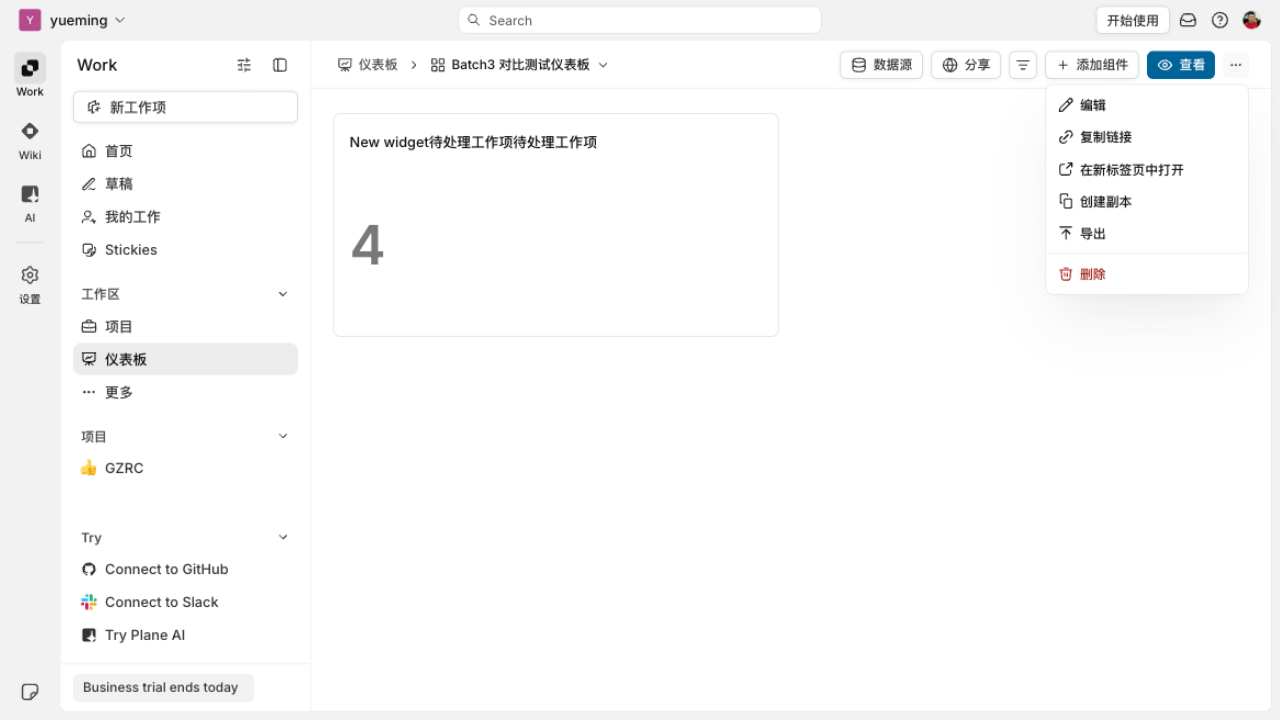 Y yueming
Search
开始使用
Work
Wiki
AI
设置
Work
新工作项
首页
草稿
我的工作
Stickies
工作区
项目
仪表板
更多
项目
GZRC
Try
Connect to GitHub
Connect to Slack
Try Plane AI
Business trial ends today
仪表板
Batch3 对比测试仪表板
数据源
分享
添加组件
查看
New widget待处理工作项待处理工作项
4
编辑
复制链接
在新标签页中打开
创建副本
导出
删除